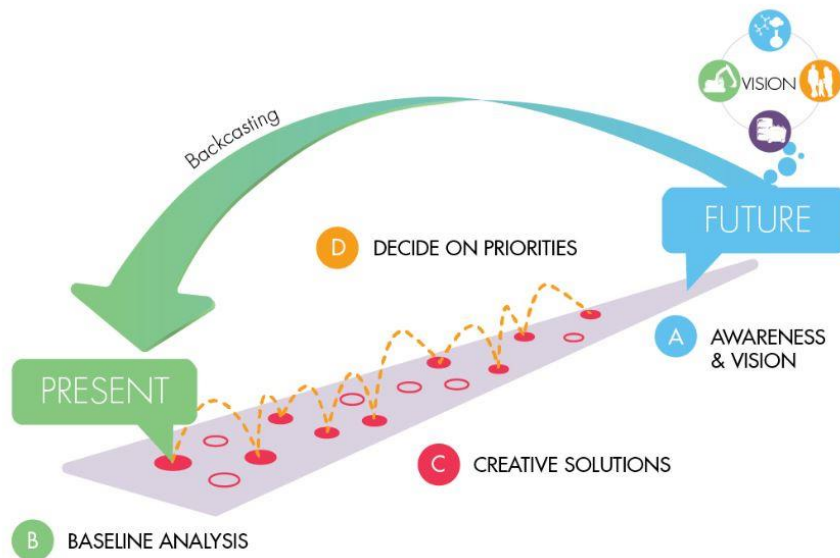 VISION
Backcasting
FUTURE
D DECIDE ON PRIORITIES
A AWARENESS
& VISION
PRESENT
C CREATIVE SOLUTIONS
B BASELINE ANALYSIS